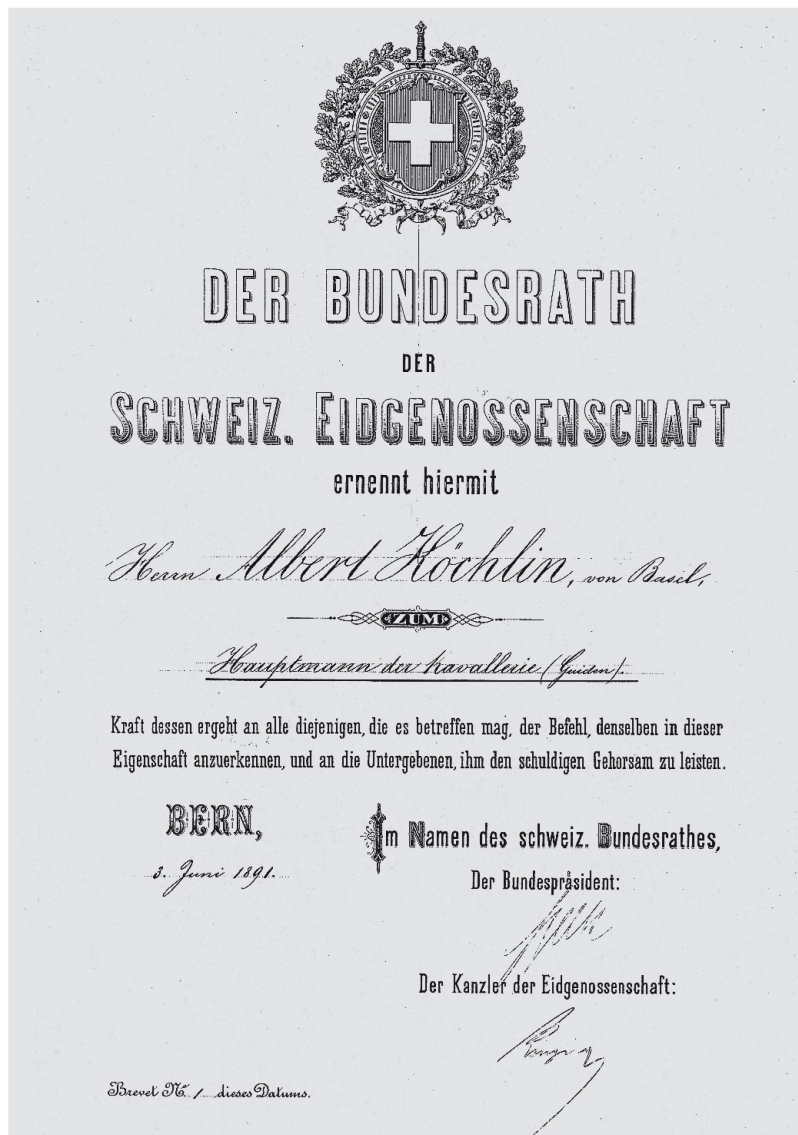 DER BUNDESRATH
DER
SCHWEIZ. EIDGENOSSENSCHAFT
ernennt hiermit
Herrn Albert Köchlin, von Basel,
ZUM
Hauptmann der Kavallerie (Guiden).
Kraft dessen ergeht an alle diejenigen, die es betreffen mag, der Befehl, denselben in dieser
Eigenschaft anzuerkennen, und an die Untergebenen, ihm den schuldigen Gehorsam zu leisten.
BERN,
3. Juni 1891.
Im Namen des schweiz. Bundesrathes,
Der Bundespräsident:
Der Kanzler der Eidgenossenschaft:
Ringier
Brevet No. 1 dieses Datums.